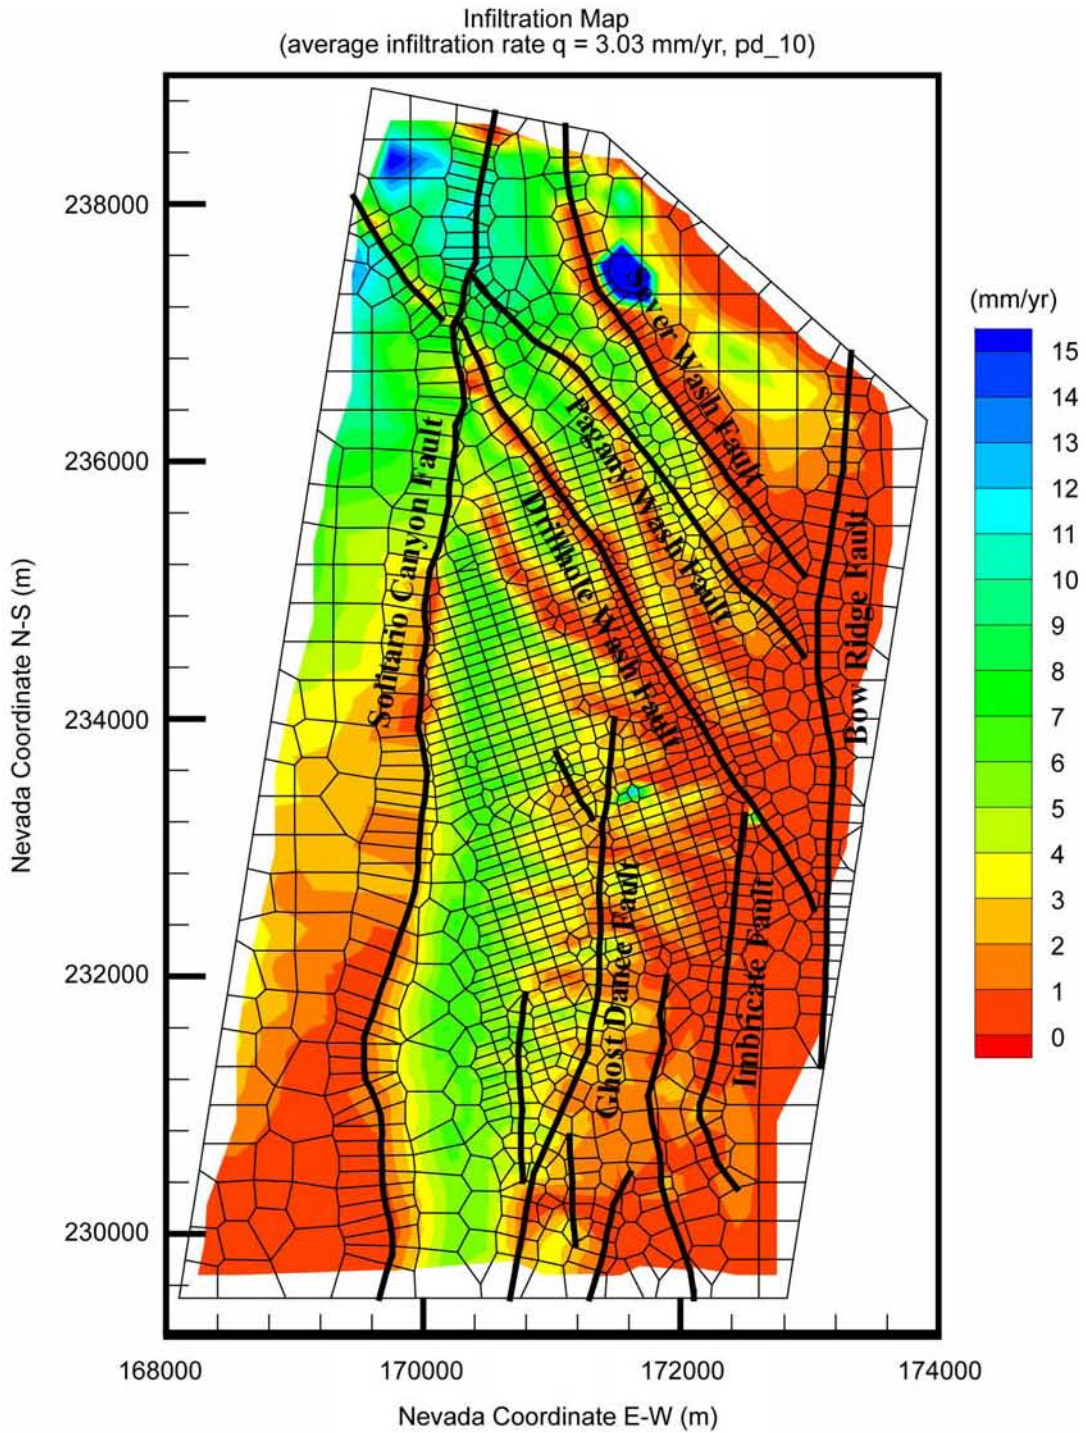 Infiltration Map
(average infiltration rate q = 3.03 mm/yr, pd_10)
238000
236000
234000
232000
230000
Nevada Coordinate N-S (m)
Sever Wash Fault
Pagany Wash Fault
Drillhole Wash Fault
Solitario Canyon Fault
Bow Ridge Fault
Ghost Dance Fault
Imbricate Fault
(mm/yr)
15
14
13
12
11
10
9
8
7
6
5
4
3
2
1
0
168000
170000
172000
174000
Nevada Coordinate E-W (m)